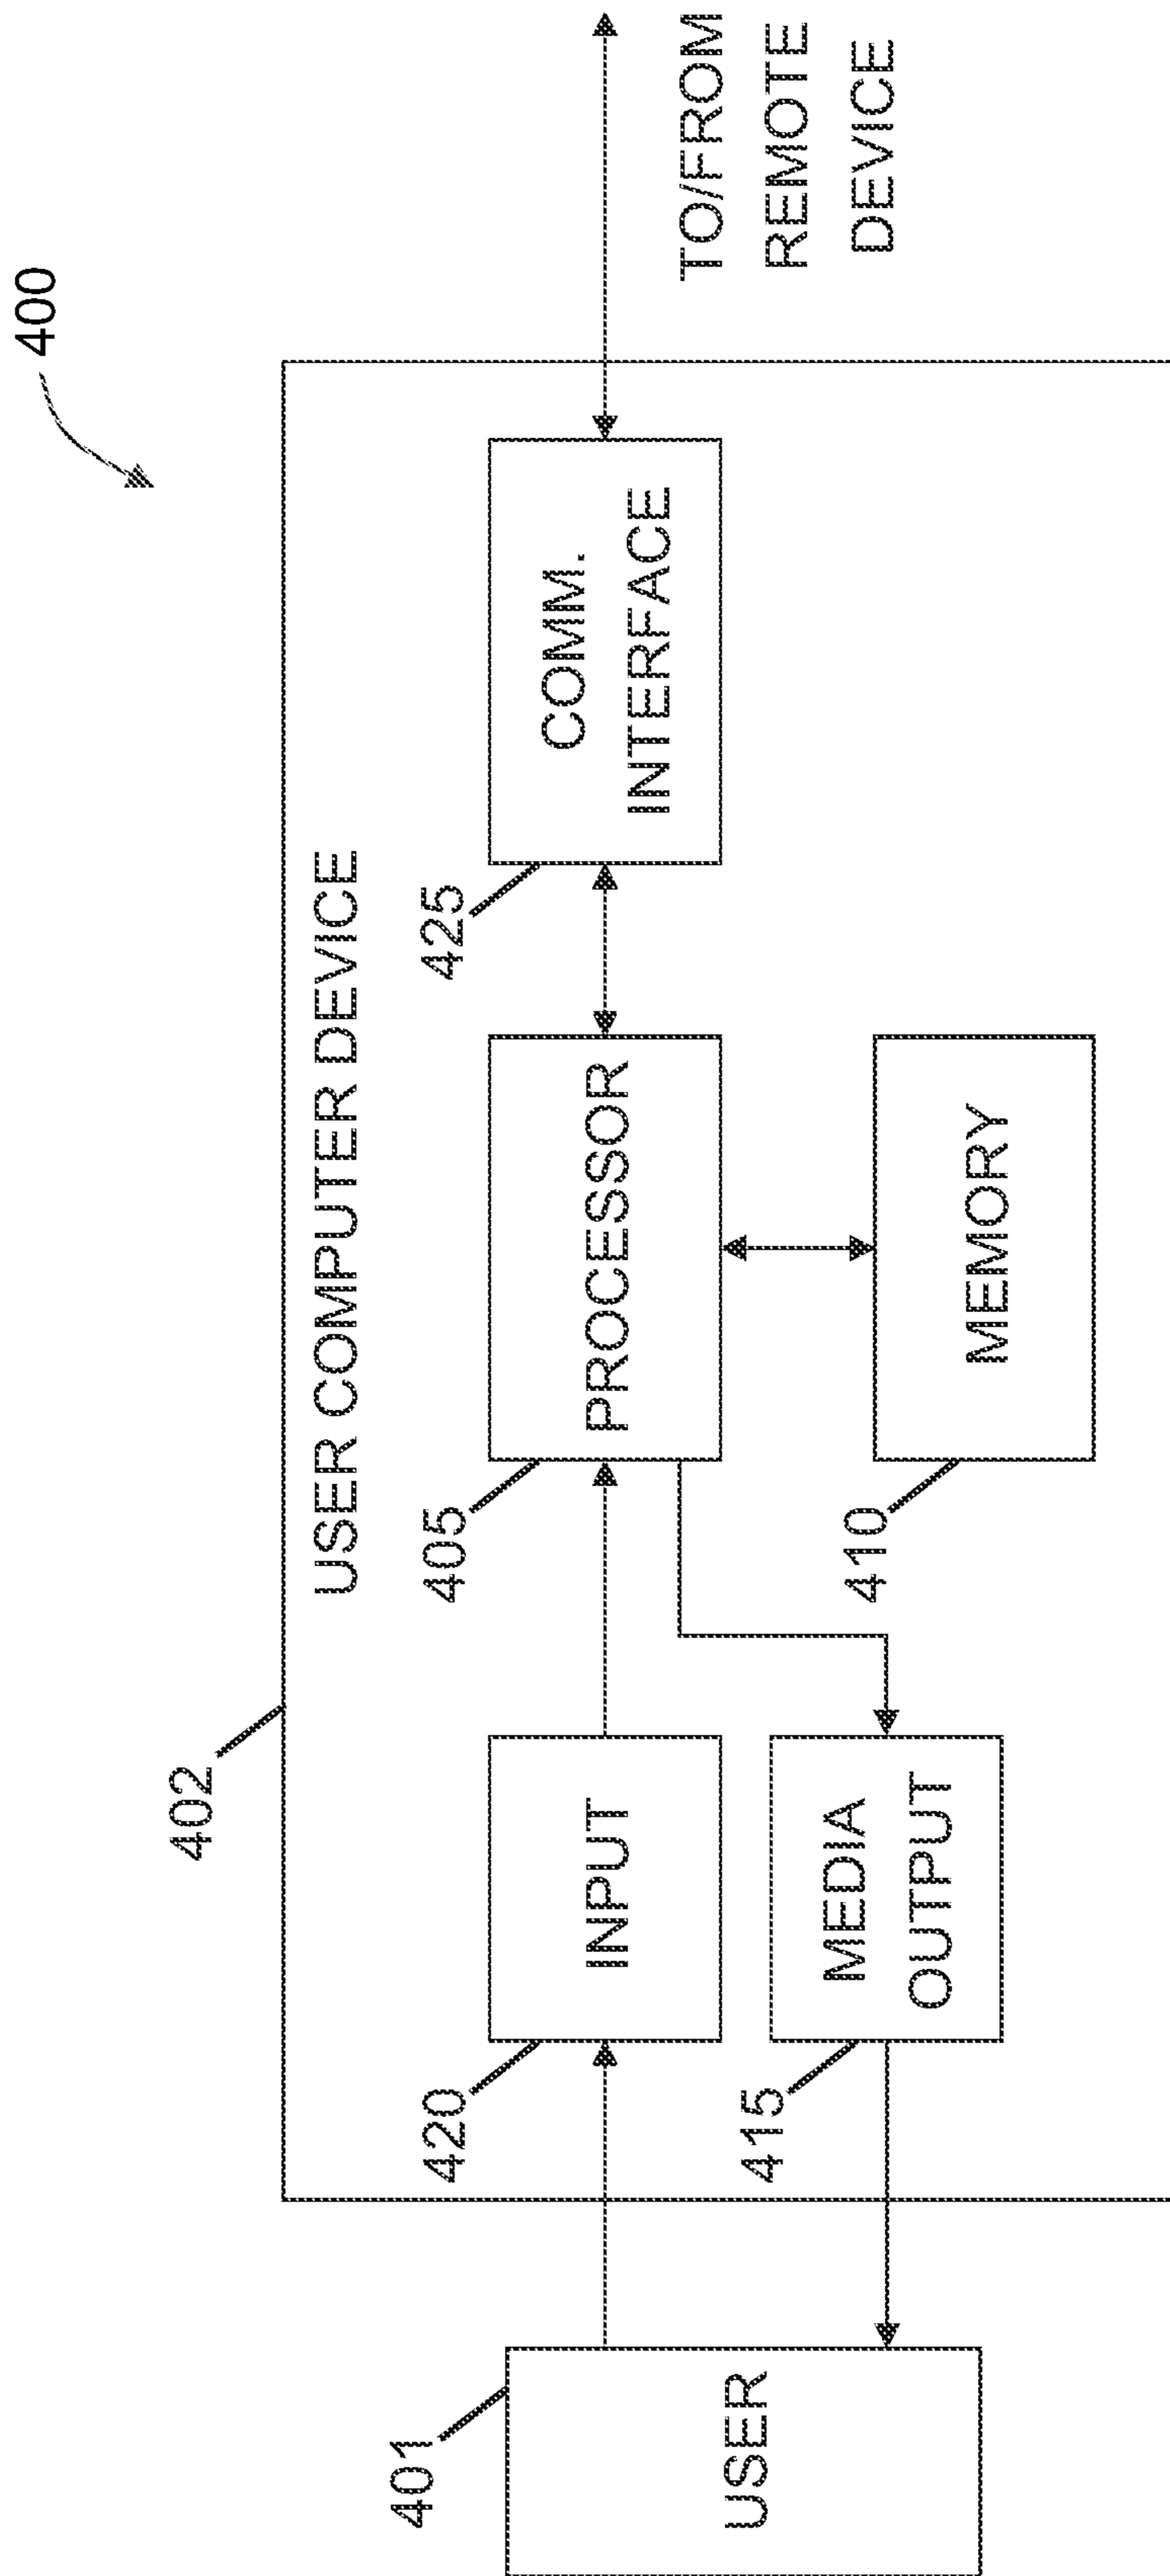 400
402
USER COMPUTER DEVICE
401
USER
420
INPUT
405
PROCESSOR
425
COMM.
INTERFACE
TO/FROM
REMOTE
DEVICE
415
MEDIA
OUTPUT
410
MEMORY